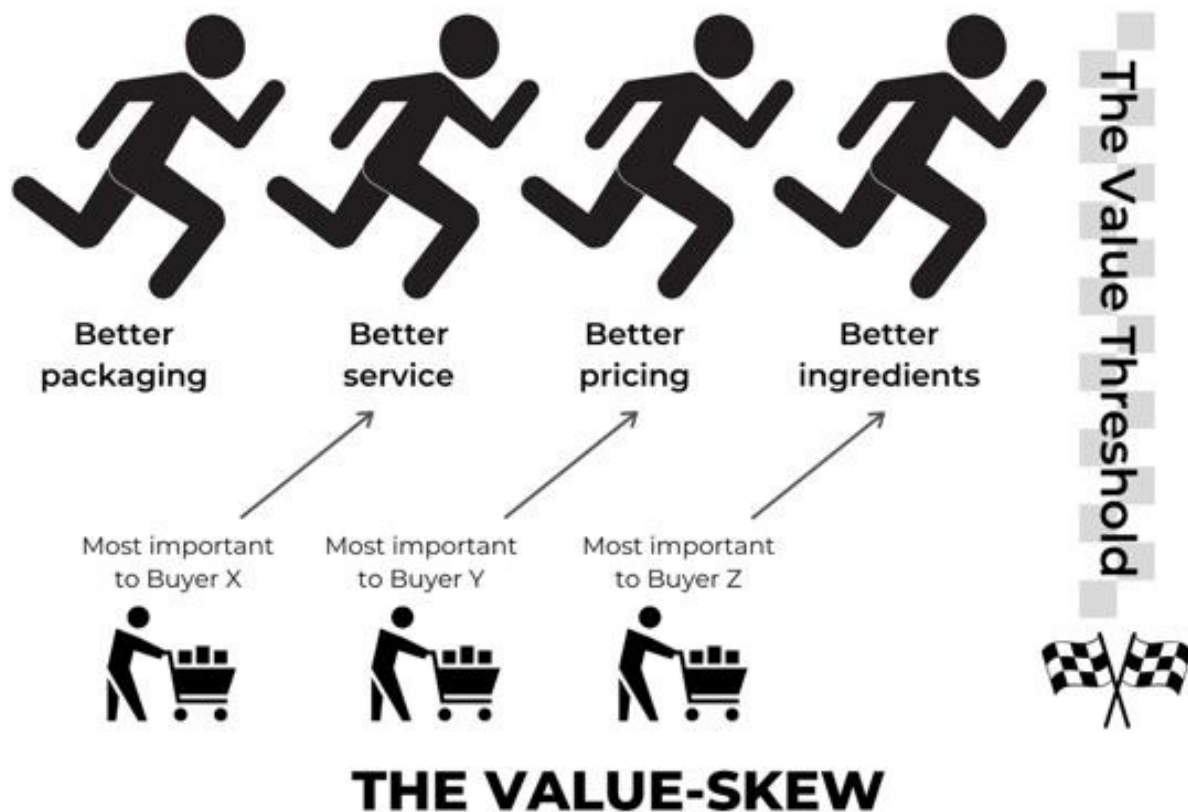 Better
packaging
Better
service
Better
pricing
Better
ingredients
The Value Threshold
Most important
to Buyer X
Most important
to Buyer Y
Most important
to Buyer Z
THE VALUE-SKEW